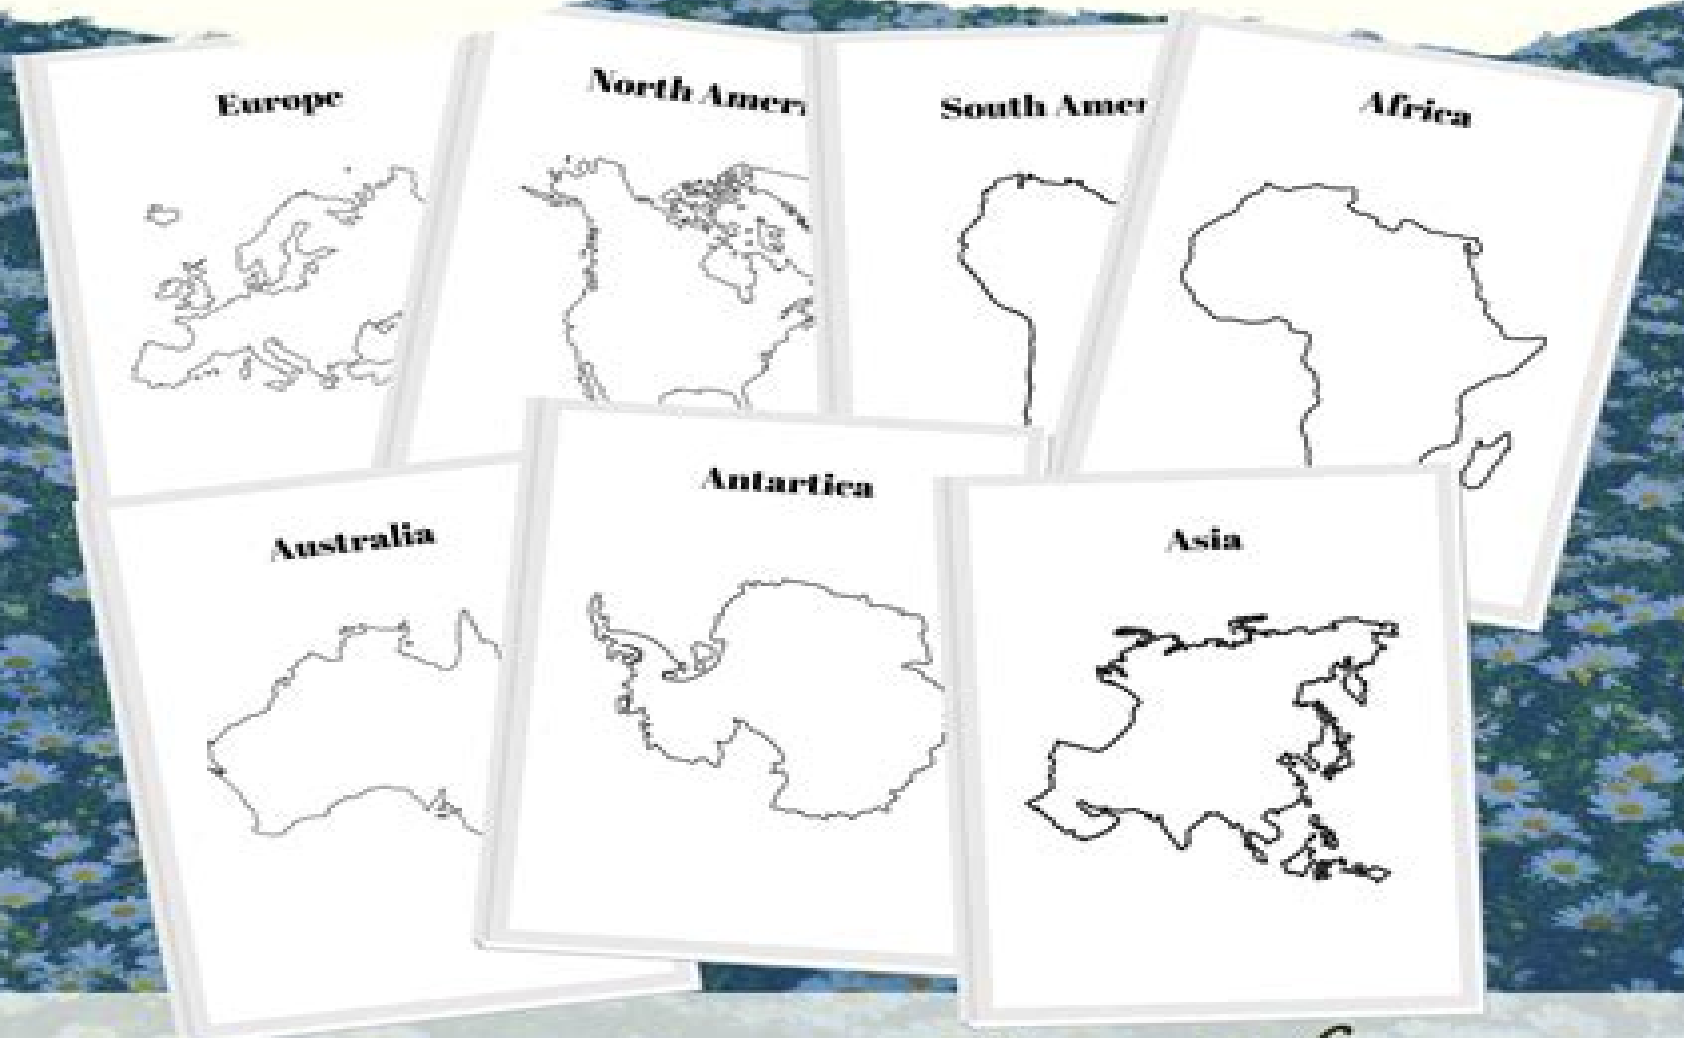 Europe
North Amer
South Amer
Africa
Australia
Antartica
Asia